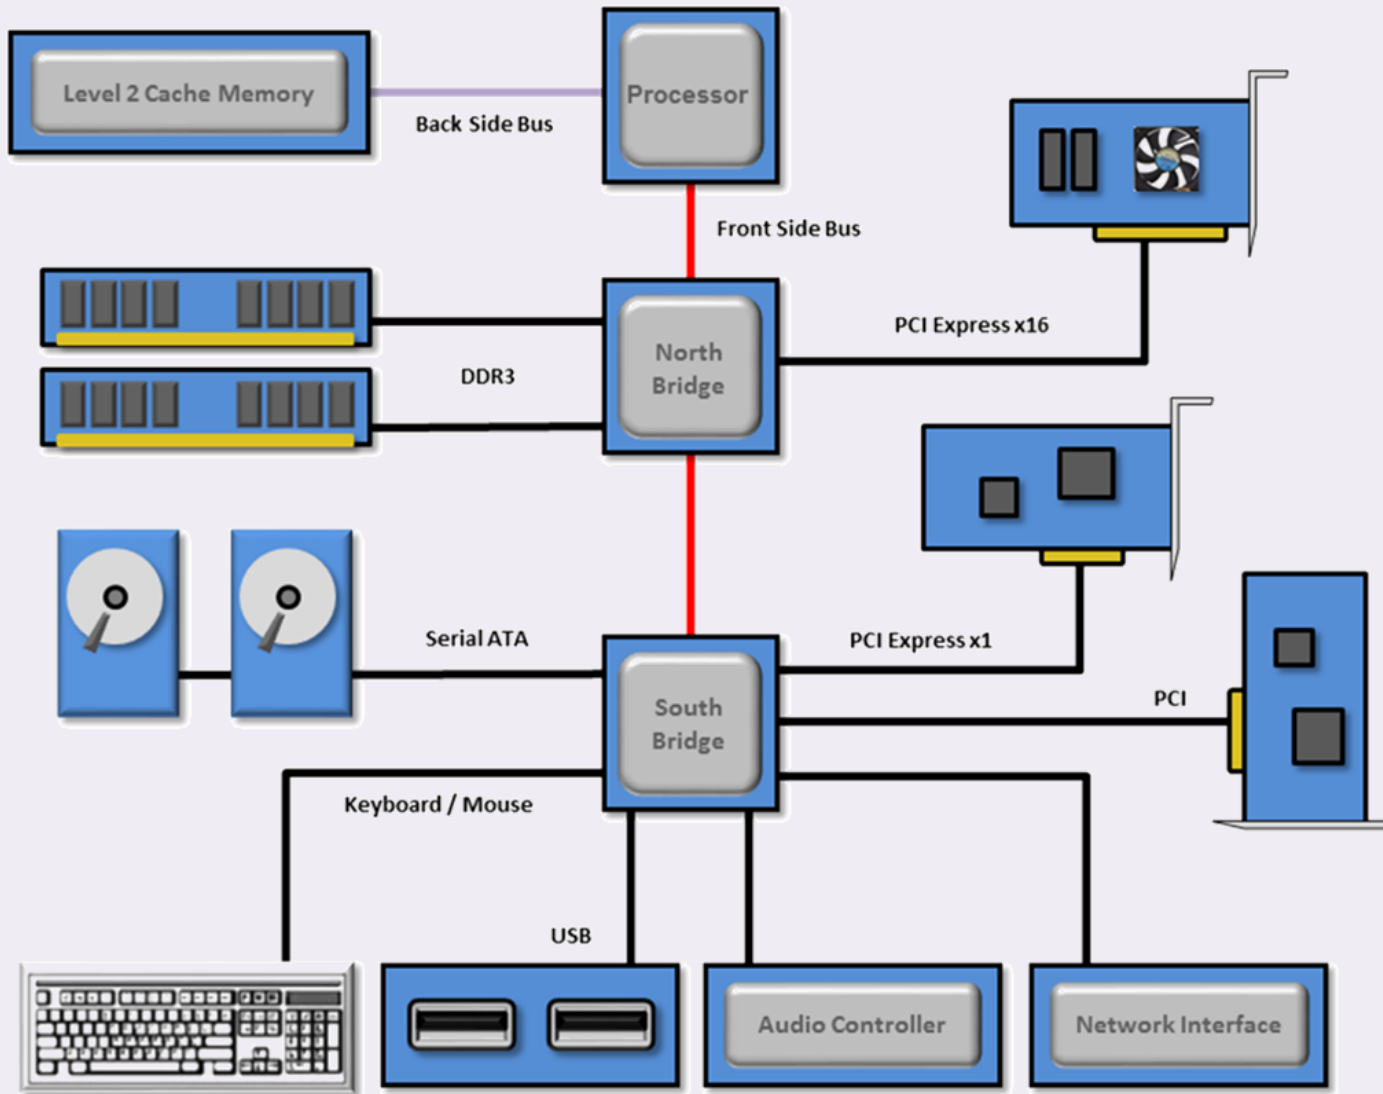 Level 2 Cache Memory
Back Side Bus
Processor
Front Side Bus
North
Bridge
DDR3
PCI Express x16
Serial ATA
PCI Express x1
South
Bridge
PCI
Keyboard / Mouse
USB
Audio Controller
Network Interface